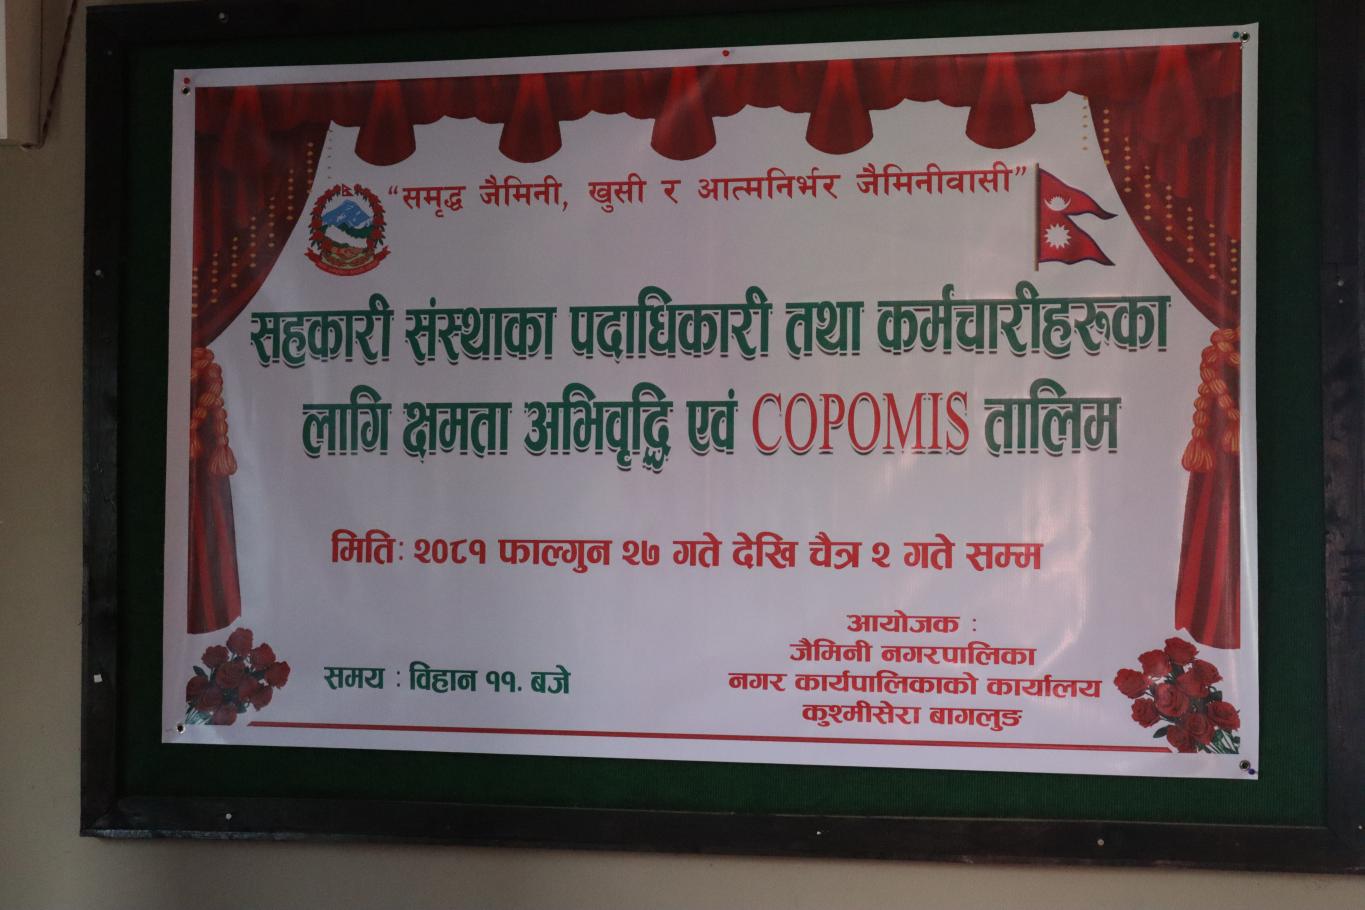 “समृद्ध जैमिनी, खुसी र आत्मनिर्भर जैमिनीवासी”
सहकारी संस्थाका पदाधिकारी तथा कर्मचारीहरुका
लागि क्षमता अभिवृद्धि एवं COPOMIS तालिम
मितिः २०८१ फाल्गुन २७ गते देखि चैत्र २ गते सम्म
समय : विहान ११. बजे
आयोजक :
जैमिनी नगरपालिका
नगर कार्यपालिकाको कार्यालय
कुश्मीसेरा बागलुङ